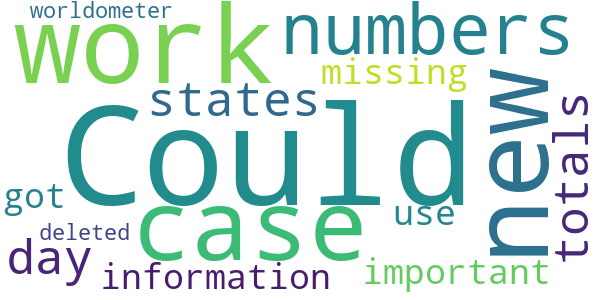 worldometer
work
numbers
missing
states
Could
new
totals
got
case
use
deleted
day
information
important